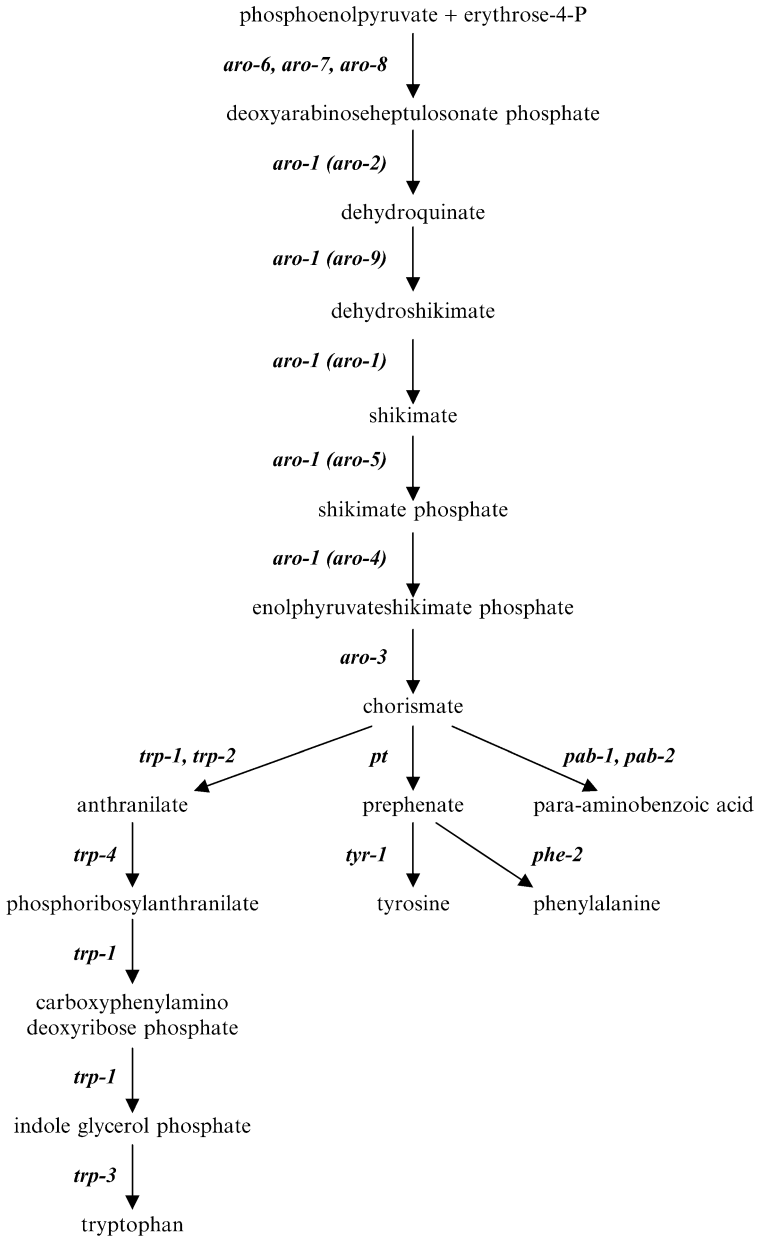 phosphoenolpyruvate + erythrose-4-P
aro-6, aro-7, aro-8
deoxyarabinoseheptulosonate phosphate
aro-1 (aro-2)
dehydroquinate
aro-1 (aro-9)
dehydroshikimate
aro-1 (aro-1)
shikimate
aro-1 (aro-5)
shikimate phosphate
aro-1 (aro-4)
enolphyruvateshikimate phosphate
aro-3
chorismate
trp-1, trp-2 pt pab-1, pab-2
anthranilate prephenate para-aminobenzoic acid
trp-4 tyr-1 phe-2
phosphoribosylanthranilate tyrosine phenylalanine
trp-1
carboxyphenylamino
deoxyribose phosphate
trp-1
indole glycerol phosphate
trp-3
tryptophan